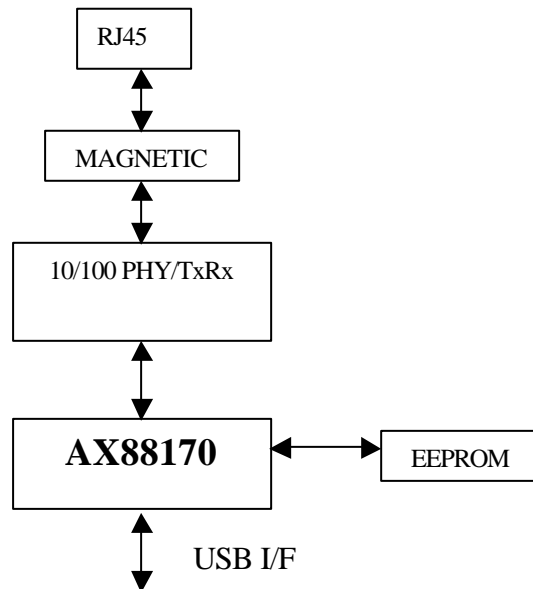 RJ45
MAGNETIC
10/100 PHY/TxRx
AX88170
EEPROM
USB I/F